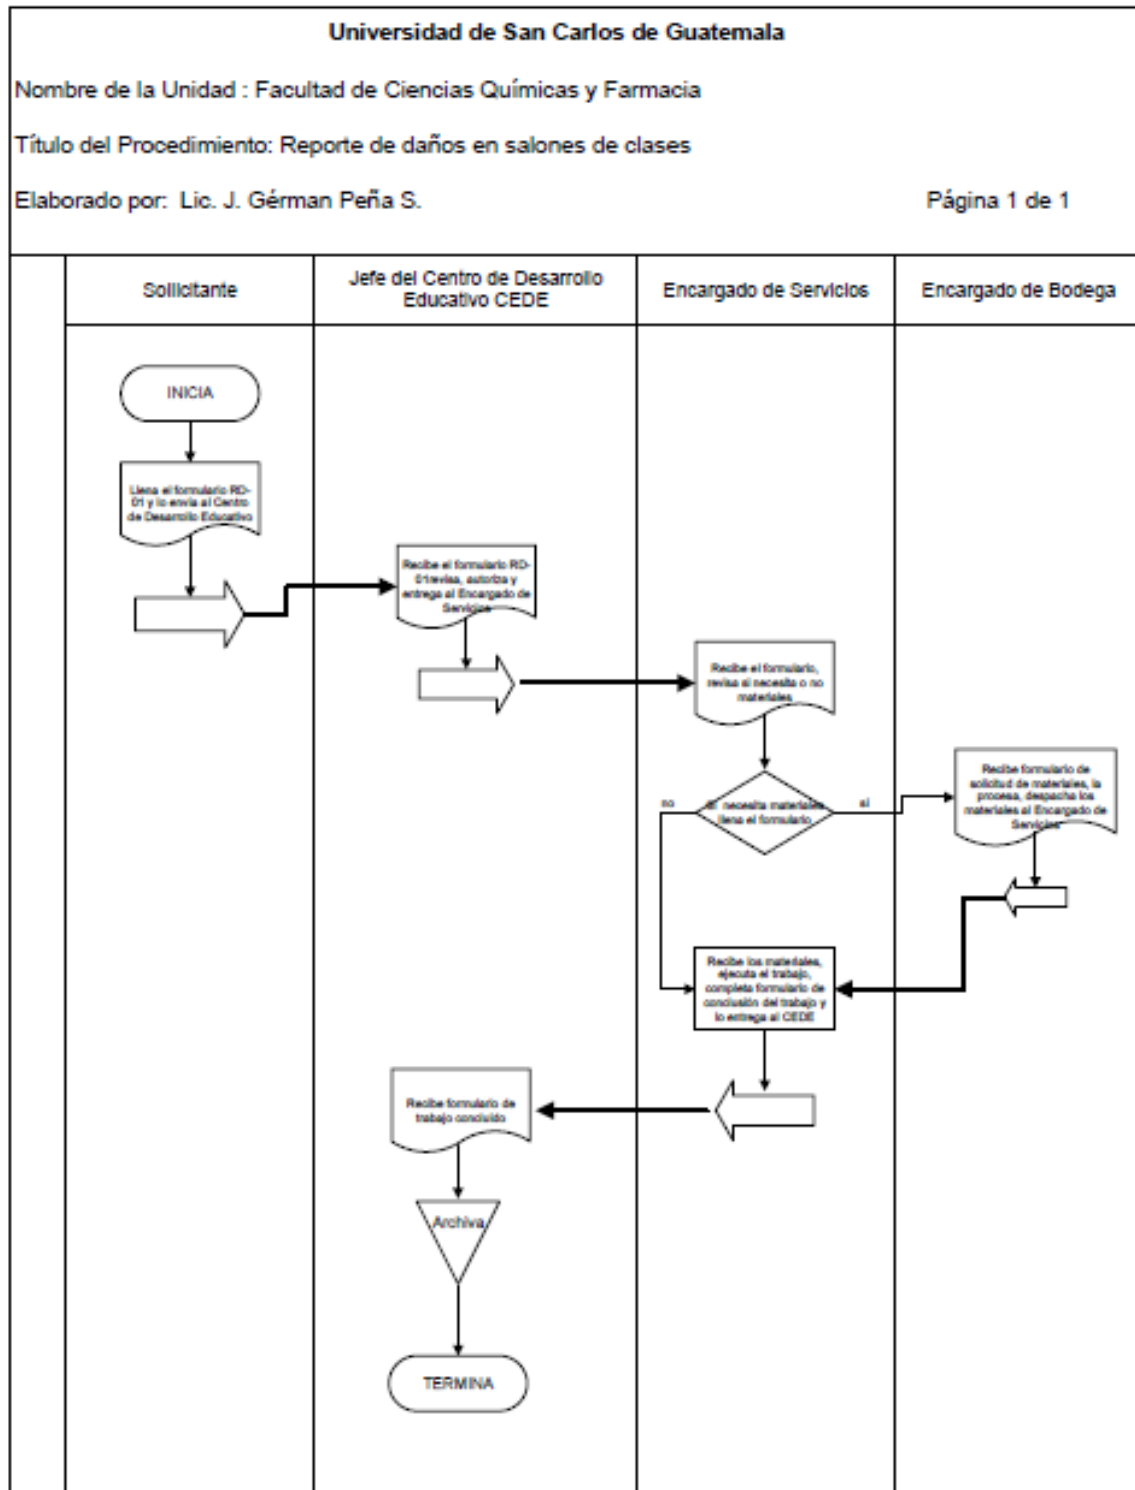 Universidad de San Carlos de Guatemala
Nombre de la Unidad : Facultad de Ciencias Químicas y Farmacia
Título del Procedimiento: Reporte de daños en salones de clases
Elaborado por: Lic. J. Gérman Peña S.
Página 1 de 1
Sollicitante
Jefe del Centro de Desarrollo
Educativo CEDE
Encargado de Servicios
Encargado de Bodega
INICIA
Llena el formulario RD-
01 y lo envía al Centro
de Desarrollo Educativo
Recibe el formulario RD-
01revisa, autoriza y
entrega al Encargado de
Servicios
Recibe el formulario,
revisa si necesita o no
materiales
Recibe formulario de
solicitud de materiales, la
procesa, despacha los
materiales al Encargado de
Servicios
no
si
Si necesita materiales
llena el formulario
Recibe los materiales,
ejecuta el trabajo,
completa formulario de
conclusión del trabajo y
lo entrega al CEDE
Recibe formulario de
trabajo concluido
Archiva
TERMINA